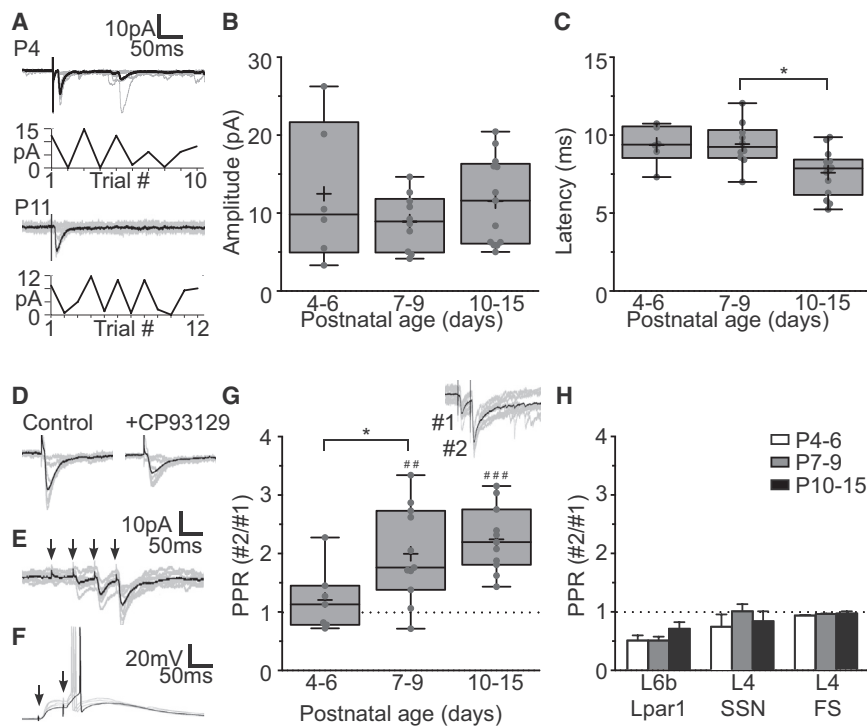 A
10pA
50ms
P4
15
pA
0
1 Trial # 10
P11
12
pA
0
1 Trial # 12
B
Amplitude (pA)
30
20
10
0
4-6 7-9 10-15
Postnatal age (days)
C
Latency (ms)
15
10
5
0
*
4-6 7-9 10-15
Postnatal age (days)
D
Control +CP93129
10pA
50ms
E
F
20mV
50ms
G
#1
#2
PPR (#2/#1)
4
3
2
1
0
*
##
###
4-6 7-9 10-15
Postnatal age (days)
H
PPR (#2/#1)
4
3
2
1
0
P4-6
P7-9
P10-15
L6b L4 L4
Lpar1 SSN FS